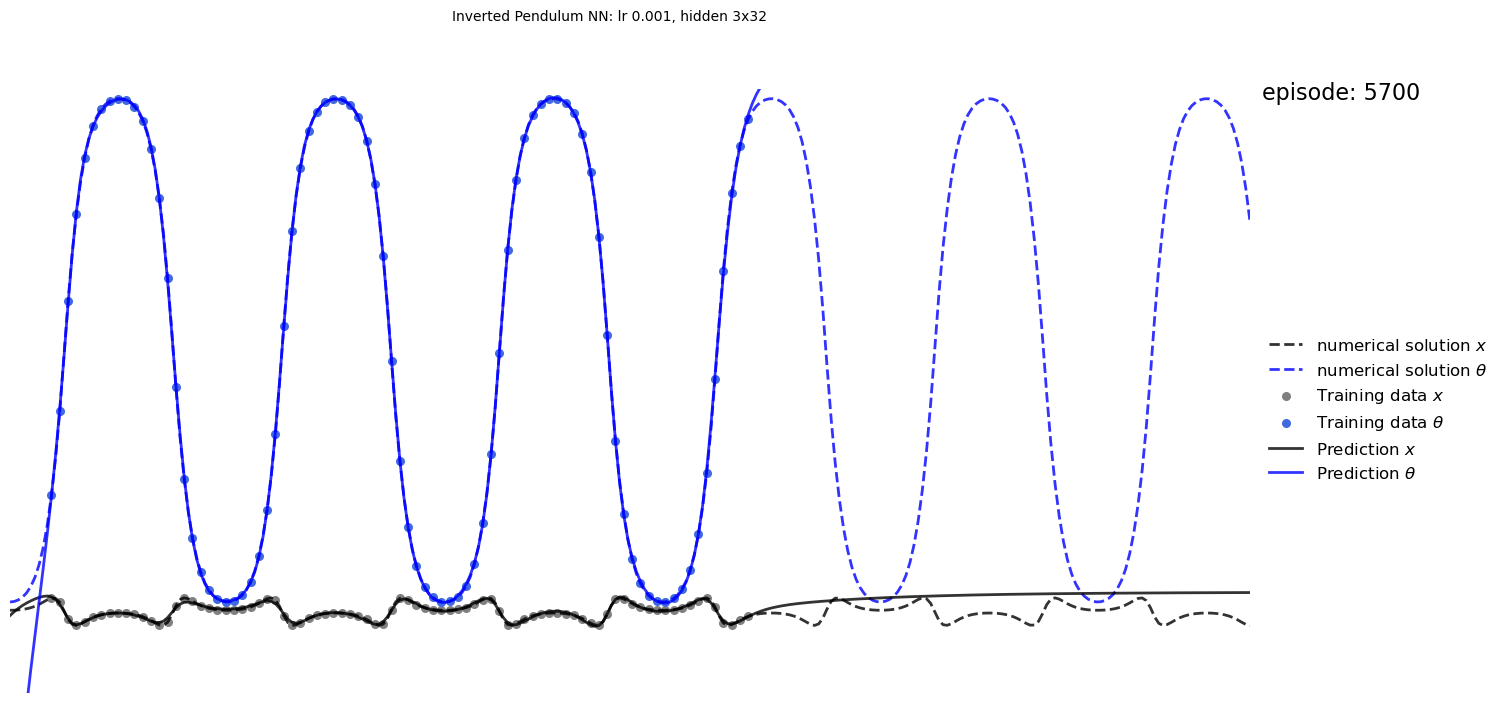 Inverted Pendulum NN: lr 0.001, hidden 3x32
episode: 5700
numerical solution x
numerical solution θ
Training data x
Training data θ
Prediction x
Prediction θ